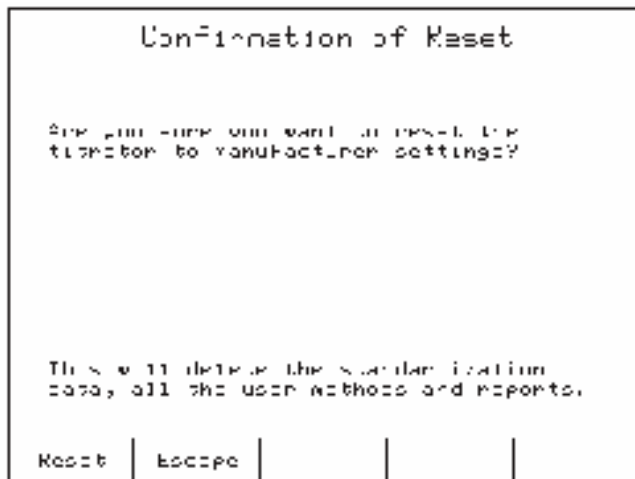 Confirmation of Reset
Are you sure you want to reset the
titrator to manufacturer settings?
This will delete the standardization
data, all the user methods and reports.
Reset
Escape